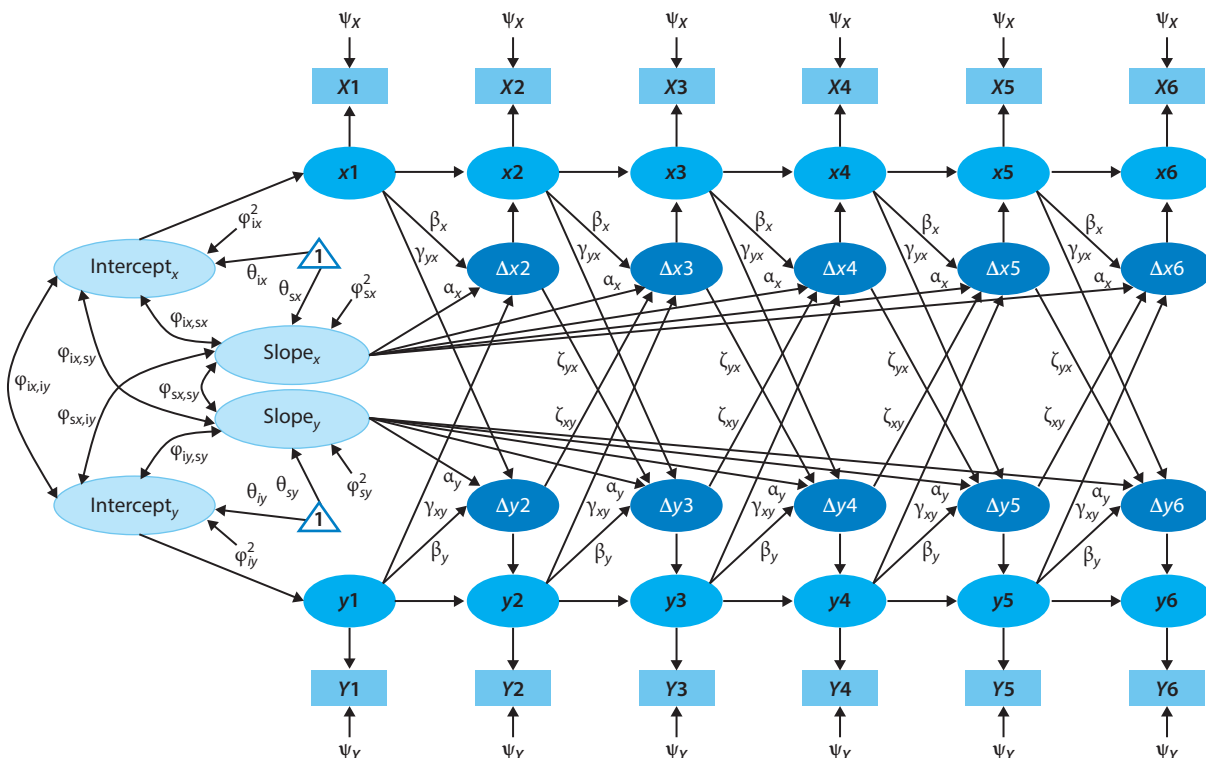 ψX ψX ψX ψX ψX ψX
X1 X2 X3 X4 X5 X6
x1 x2 x3 x4 x5 x6
φ²ix βx βx βx βx βx
γyx γyx γyx γyx γyx
Interceptx θix 1 Δx2 Δx3 Δx4 Δx5 Δx6
θsx φ²sx αx αx αx αx αx
φix,sx
Slopex
φix,sy ζyx ζyx ζyx ζyx
φix,iy φsx,sy
φsx,iy Slopey ζxy ζxy ζxy ζxy
φiy,sy
θiy θsy φ²sy αy αy αy αy αy
Intercepty 1 Δy2 Δy3 Δy4 Δy5 Δy6
γxy γxy γxy γxy γxy
φ²iy βy βy βy βy βy
y1 y2 y3 y4 y5 y6
Y1 Y2 Y3 Y4 Y5 Y6
ψY ψY ψY ψY ψY ψY